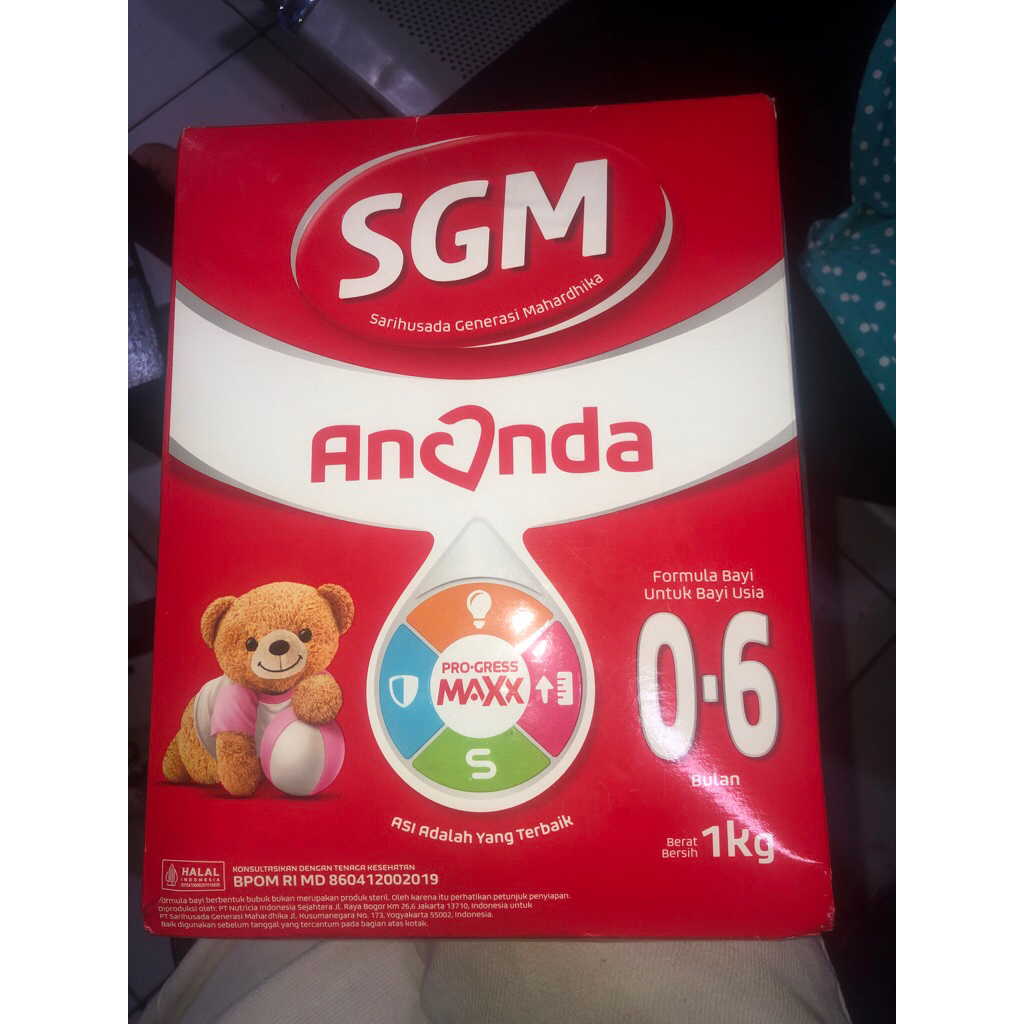 SGM
Sarihusada Generasi Mahardhika
Ananda
Formula Bayi
Untuk Bayi Usia
0-6
Bulan
PRO-GRESS
MAXX
S
ASI Adalah Yang Terbaik
Berat
Bersih
1kg
HALAL
INDONESIA
KONSULTASIKAN DENGAN TENAGA KESEHATAN
BPOM RI MD 860412002019
Formula bayi berbentuk bubuk bukan merupakan produk steril. Oleh karena itu perhatikan petunjuk penyiapan.
Diproduksi oleh: PT Nutricia Indonesia Sejahtera Jl. Raya Bogor Km 26,6 Jakarta 13710, Indonesia untuk
PT Sarihusada Generasi Mahardhika Jl. Kusumanegara No. 173, Yogyakarta 55002, Indonesia.
Baik digunakan sebelum tanggal yang tercantum pada bagian atas kotak.